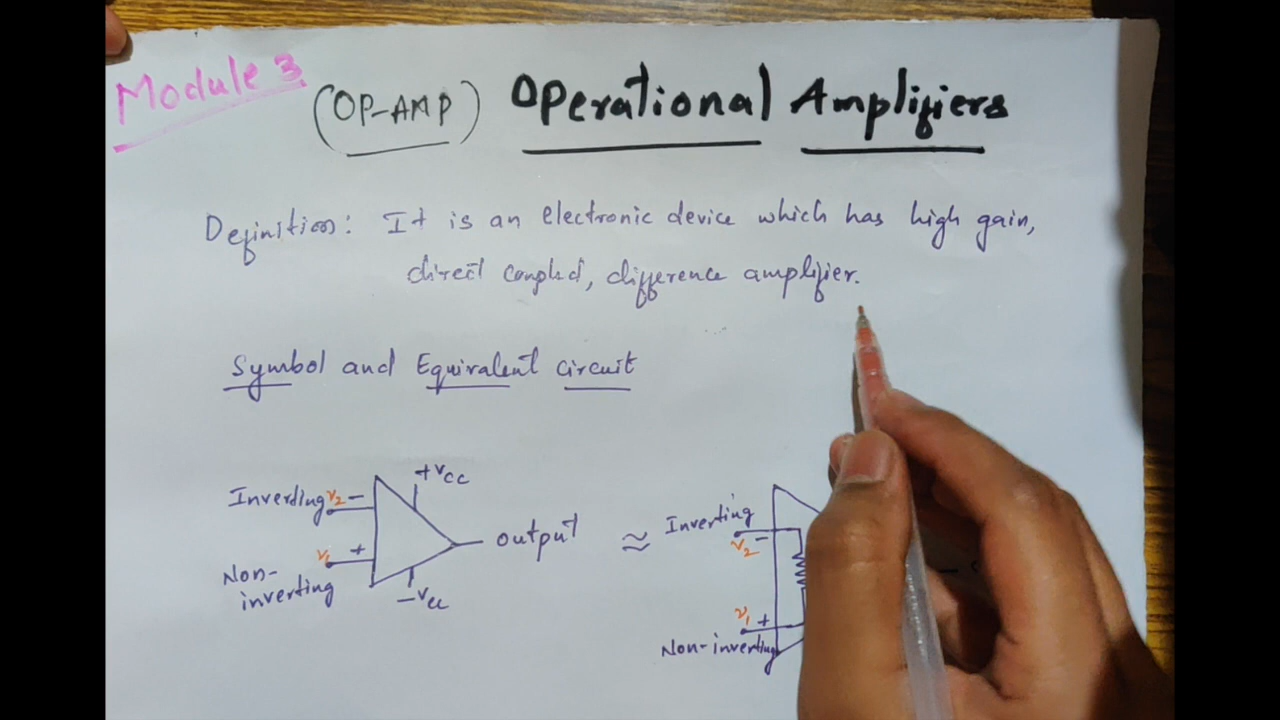 Module 3
(OP-AMP) Operational Amplifiers
Definition: It is an electronic device which has high gain,
direct coupled, difference amplifier.
Symbol and Equivalent circuit
+VCC
Inverting V2 -
V1 +
Non-
inverting
-VCC
output
≈
Inverting
V2 -
V1 +
Non-inverting